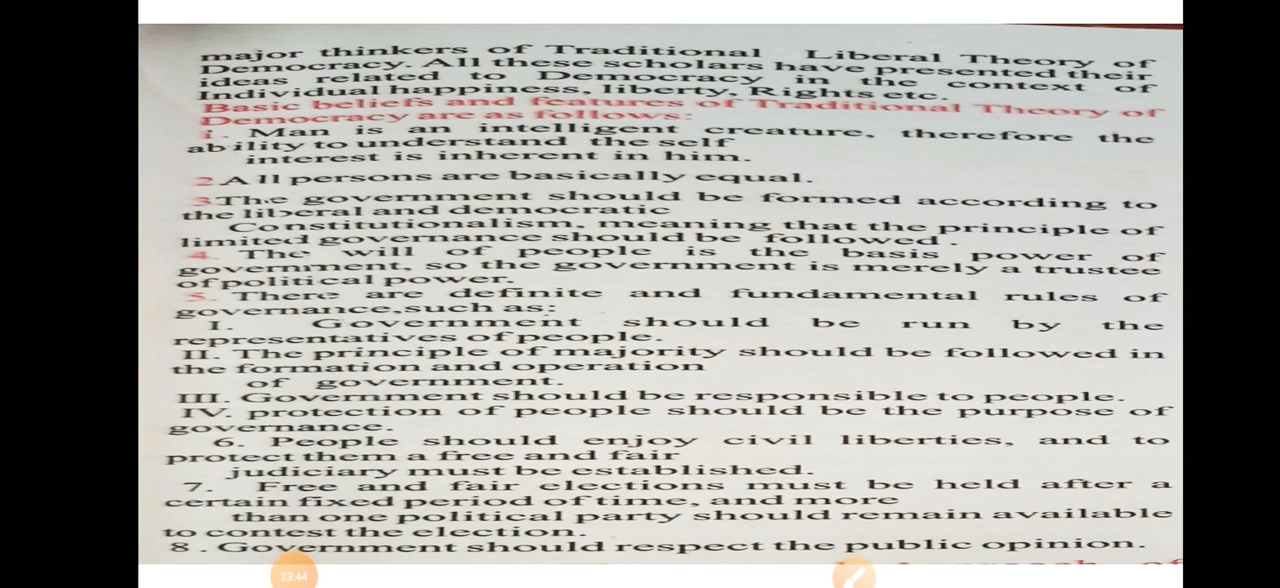 major thinkers of Traditional Liberal Theory of
Democracy. All these scholars have presented their
ideas related to Democracy in the context of
Individual happiness, liberty, Rights etc.
Basic beliefs and features of Traditional Theory of
Democracy are as follows:
1. Man is an intelligent creature, therefore the
ability to understand the self
interest is inherent in him.
2 All persons are basically equal.
3The government should be formed according to
the liberal and democratic
Constitutionalism, meaning that the principle of
limited governance should be followed .
4. The will of people is the basis power of
government, so the government is merely a trustee
of political power.
5. There are definite and fundamental rules of
governance,such as:
I. Government should be run by the
representatives of people.
II. The principle of majority should be followed in
the formation and operation
of government.
III. Government should be responsible to people.
IV. protection of people should be the purpose of
governance.
6. People should enjoy civil liberties, and to
protect them a free and fair
judiciary must be established.
7. Free and fair elections must be held after a
certain fixed period of time, and more
than one political party should remain available
to contest the election.
8 . Government should respect the public opinion.
23:44